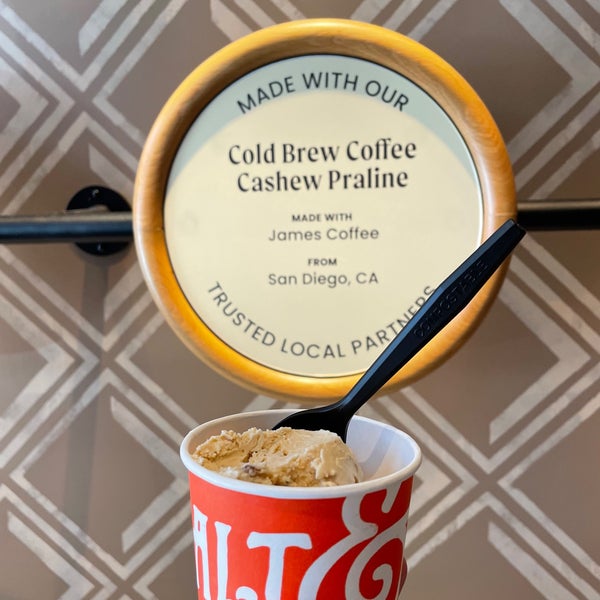 MADE WITH OUR
Cold Brew Coffee
Cashew Praline
MADE WITH
James Coffee
FROM
San Diego, CA
TRUSTED LOCAL PARTNERS
ALT &